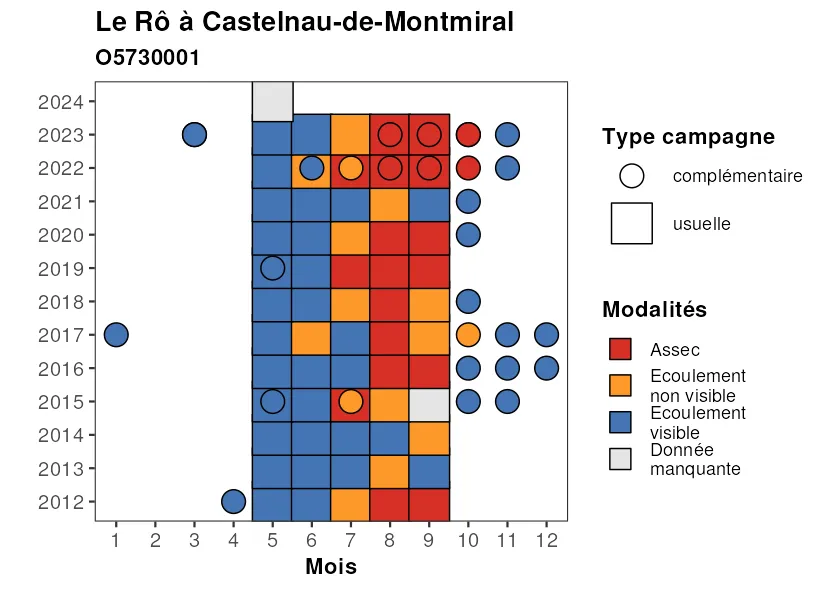 Le Rô à Castelnau-de-Montmiral
O5730001
2024
2023
2022
2021
2020
2019
2018
2017
2016
2015
2014
2013
2012
1 2 3 4 5 6 7 8 9 10 11 12
Mois
Type campagne
complémentaire
usuelle
Modalités
Assec
Ecoulement
non visible
Ecoulement
visible
Donnée
manquante